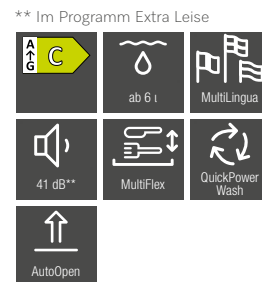 ** Im Programm Extra Leise
A
↑
G
C
ab 6 l
MultiLingua
41 dB**
MultiFlex
QuickPower
Wash
AutoOpen